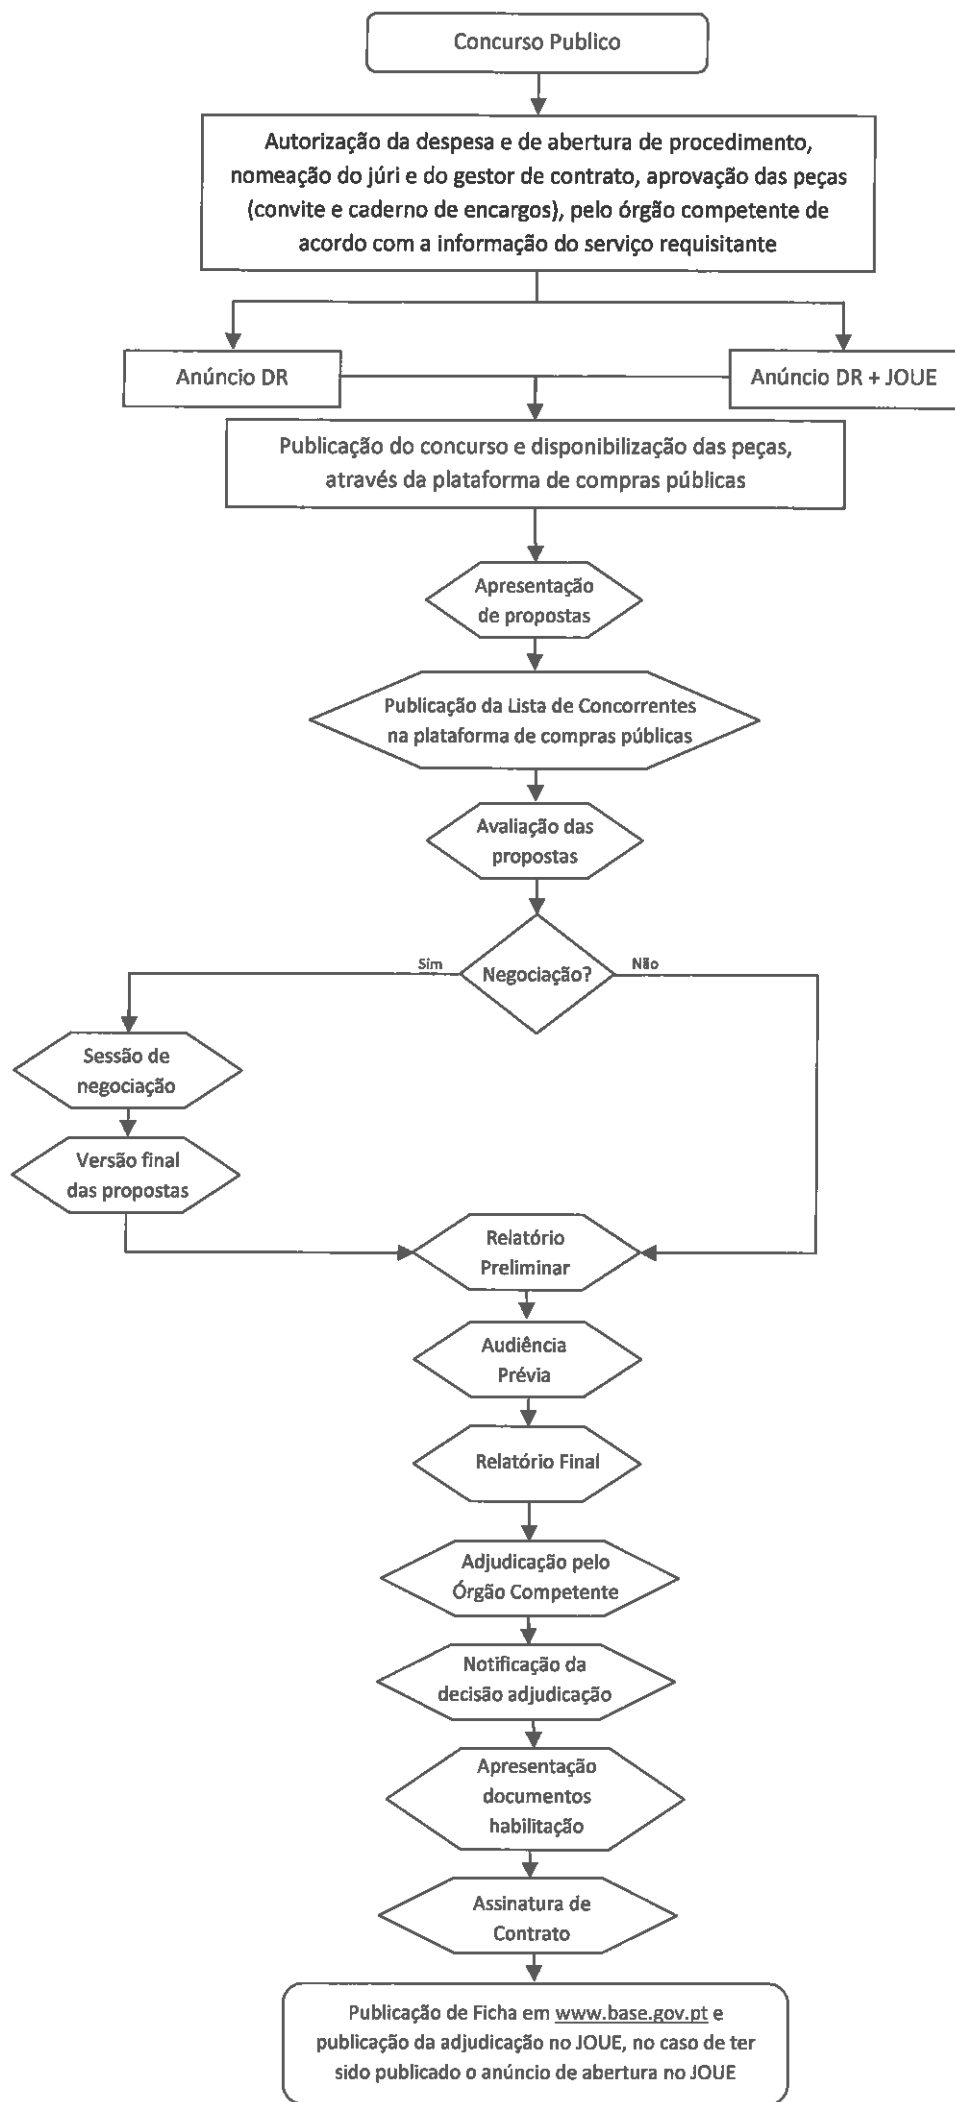 Concurso Publico
Autorização da despesa e de abertura de procedimento,
nomeação do júri e do gestor de contrato, aprovação das peças
(convite e caderno de encargos), pelo órgão competente de
acordo com a informação do serviço requisitante
Anúncio DR
Anúncio DR + JOUE
Publicação do concurso e disponibilização das peças,
através da plataforma de compras públicas
Apresentação
de propostas
Publicação da Lista de Concorrentes
na plataforma de compras públicas
Avaliação das
propostas
Sim
Negociação?
Não
Sessão de
negociação
Versão final
das propostas
Relatório
Preliminar
Audiência
Prévia
Relatório Final
Adjudicação pelo
Órgão Competente
Notificação da
decisão adjudicação
Apresentação
documentos
habilitação
Assinatura de
Contrato
Publicação de Ficha em www.base.gov.pt e
publicação da adjudicação no JOUE, no caso de ter
sido publicado o anúncio de abertura no JOUE